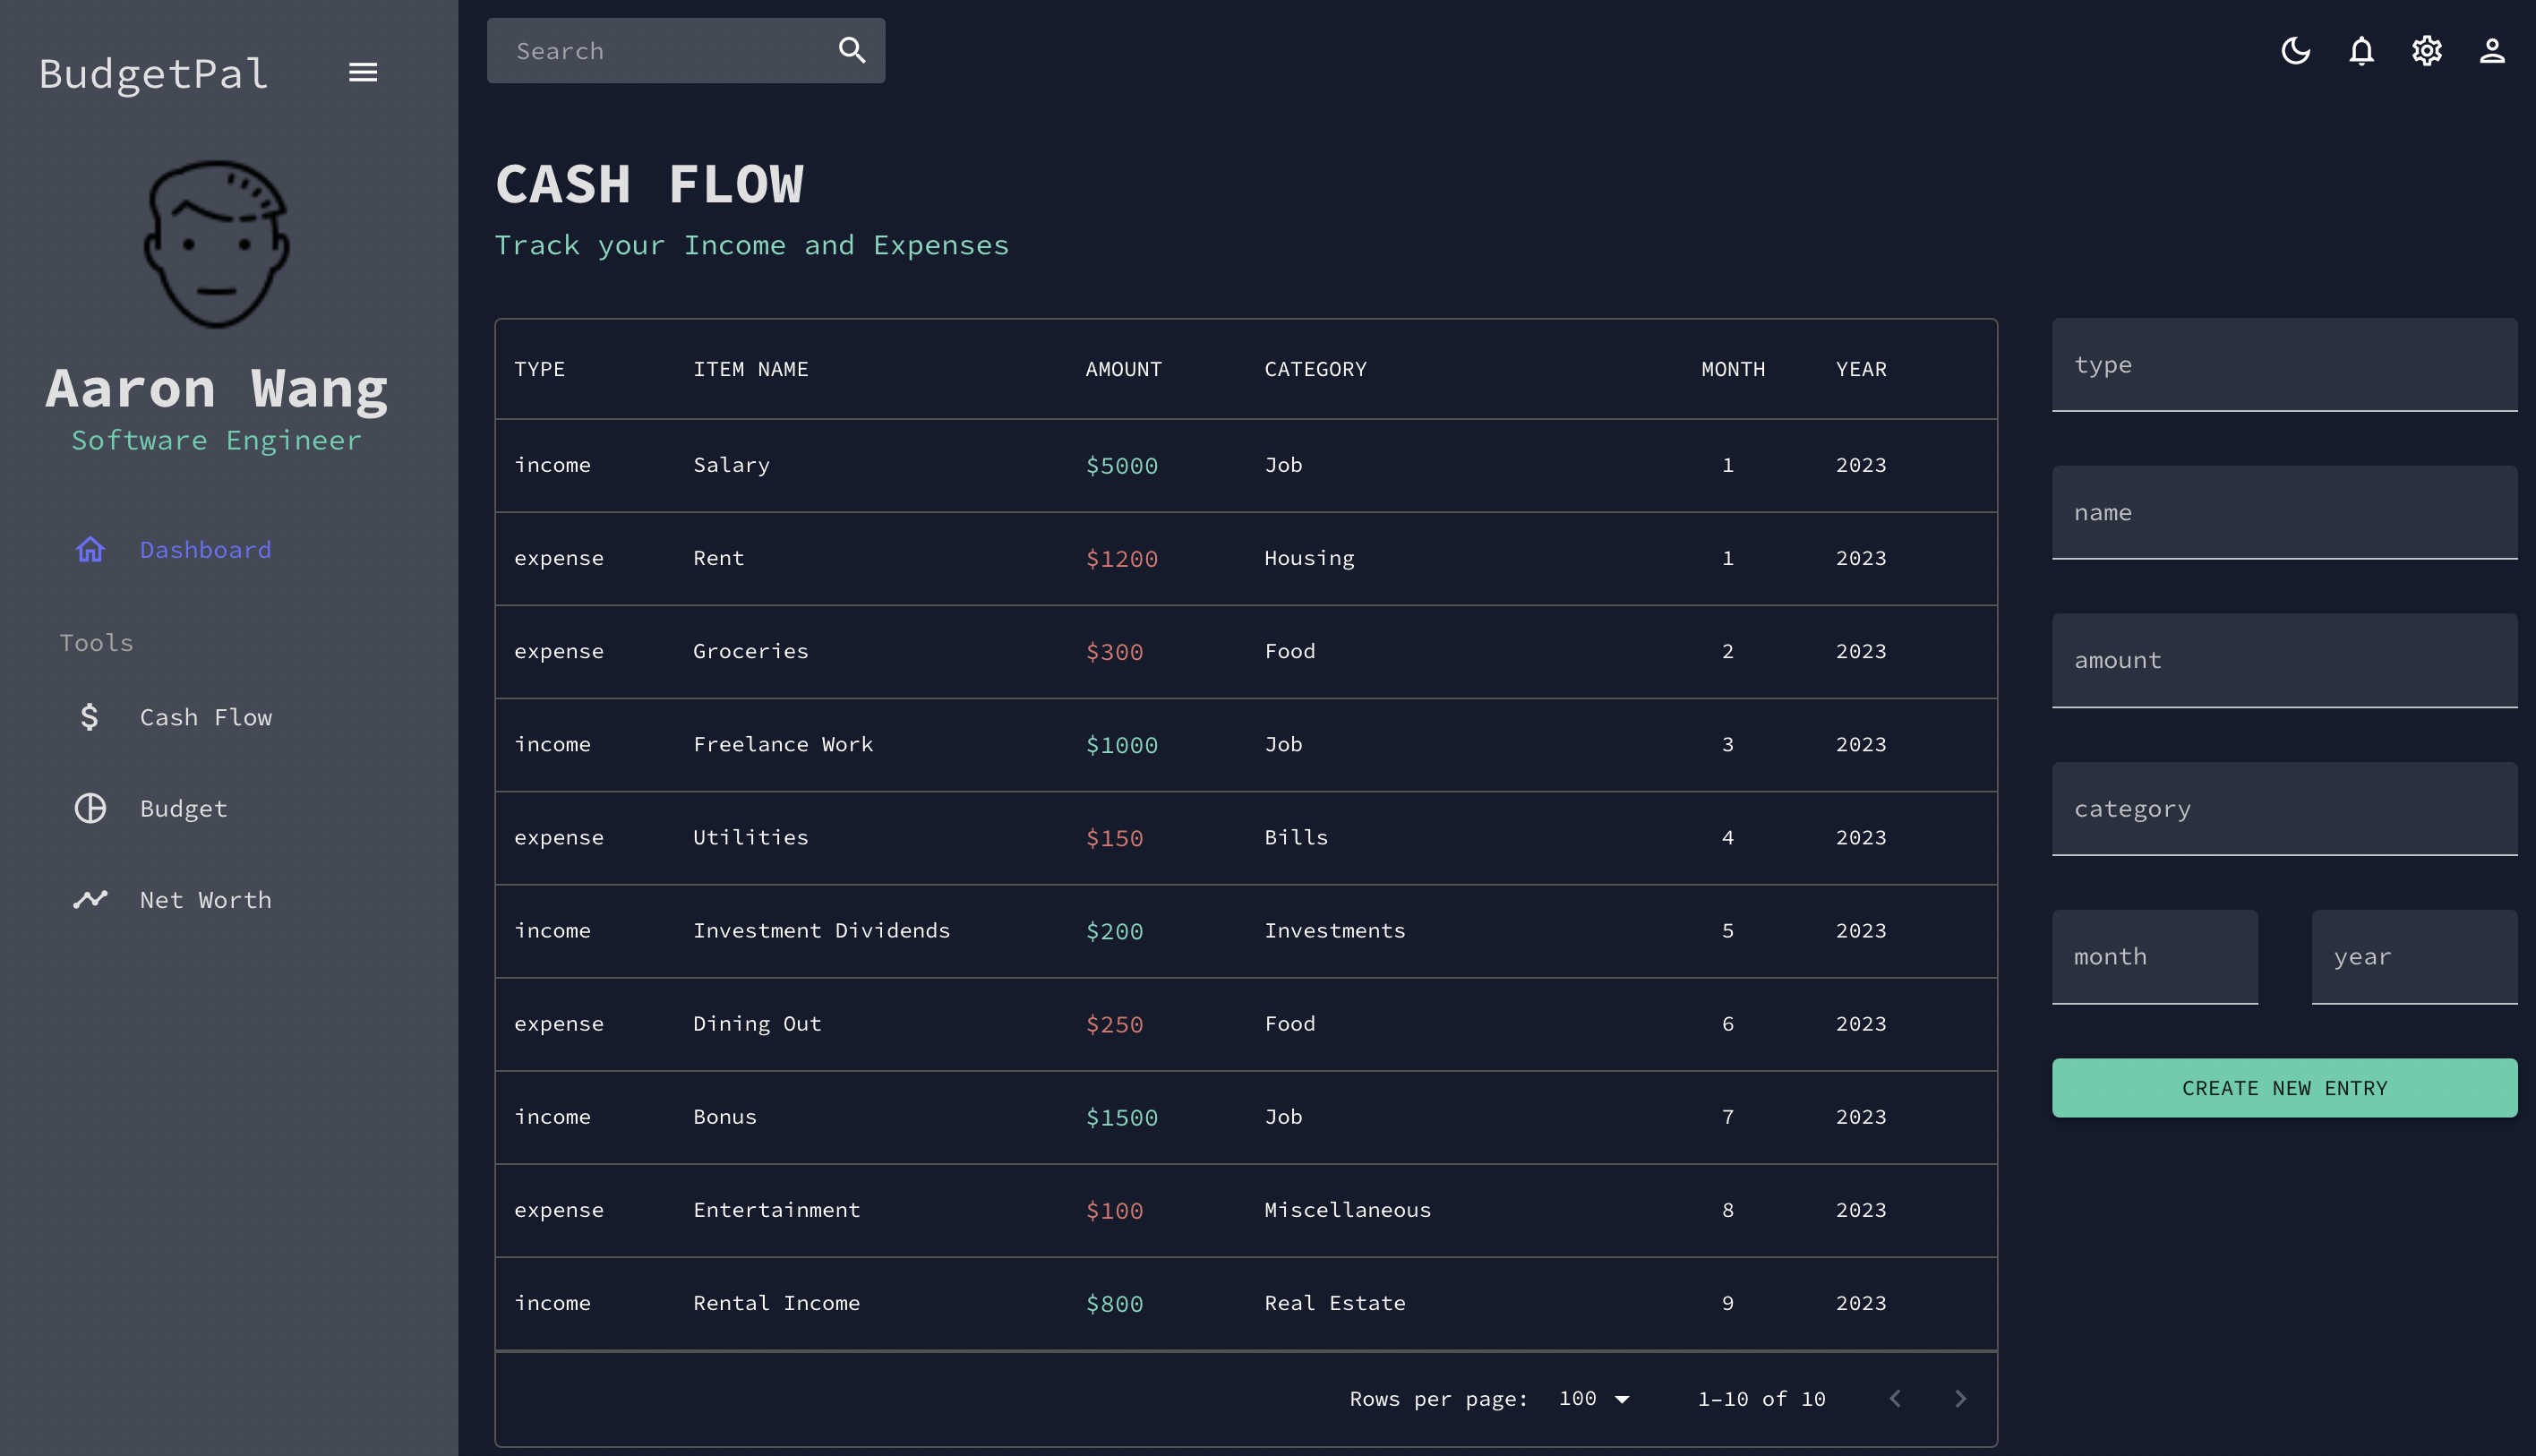 BudgetPal
Aaron Wang
Software Engineer
Dashboard
Tools
Cash Flow
Budget
Net Worth
Search
CASH FLOW
Track your Income and Expenses
TYPE ITEM NAME AMOUNT CATEGORY MONTH YEAR
income Salary $5000 Job 1 2023
expense Rent $1200 Housing 1 2023
expense Groceries $300 Food 2 2023
income Freelance Work $1000 Job 3 2023
expense Utilities $150 Bills 4 2023
income Investment Dividends $200 Investments 5 2023
expense Dining Out $250 Food 6 2023
income Bonus $1500 Job 7 2023
expense Entertainment $100 Miscellaneous 8 2023
income Rental Income $800 Real Estate 9 2023
Rows per page: 100 1–10 of 10
type
name
amount
category
month year
CREATE NEW ENTRY